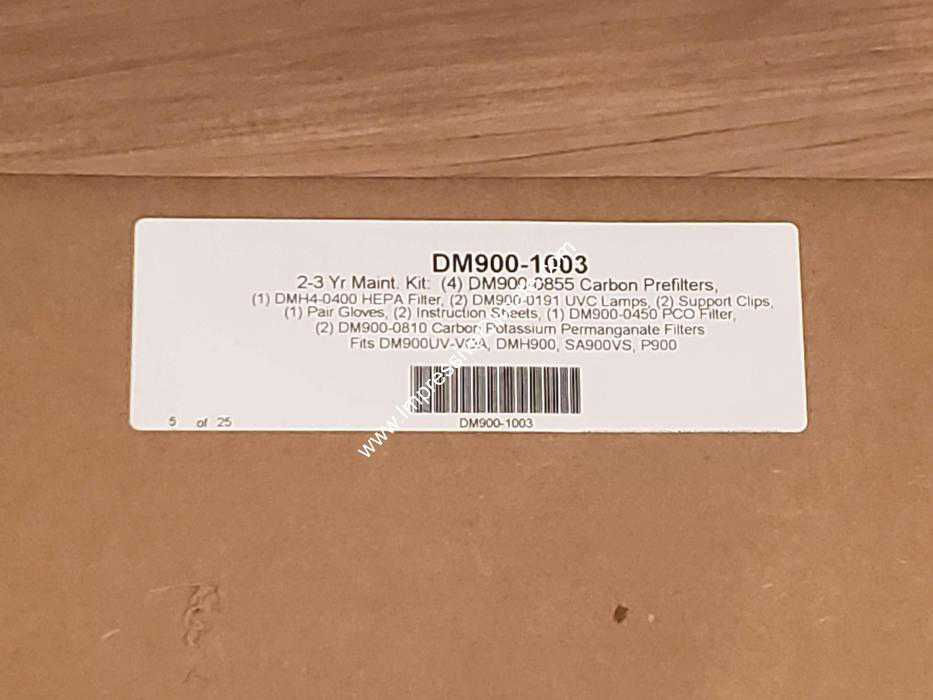 DM900-1003
2-3 Yr Maint. Kit: (4) DM900-0855 Carbon Prefilters,
(1) DMH4-0400 HEPA Filter, (2) DM900-0191 UVC Lamps, (2) Support Clips,
(1) Pair Gloves, (2) Instruction Sheets, (1) DM900-0450 PCO Filter,
(2) DM900-0810 Carbon Potassium Permanganate Filters
Fits DM900UV-VOA, DMH900, SA900VS, P900
5 of 25
DM900-1003